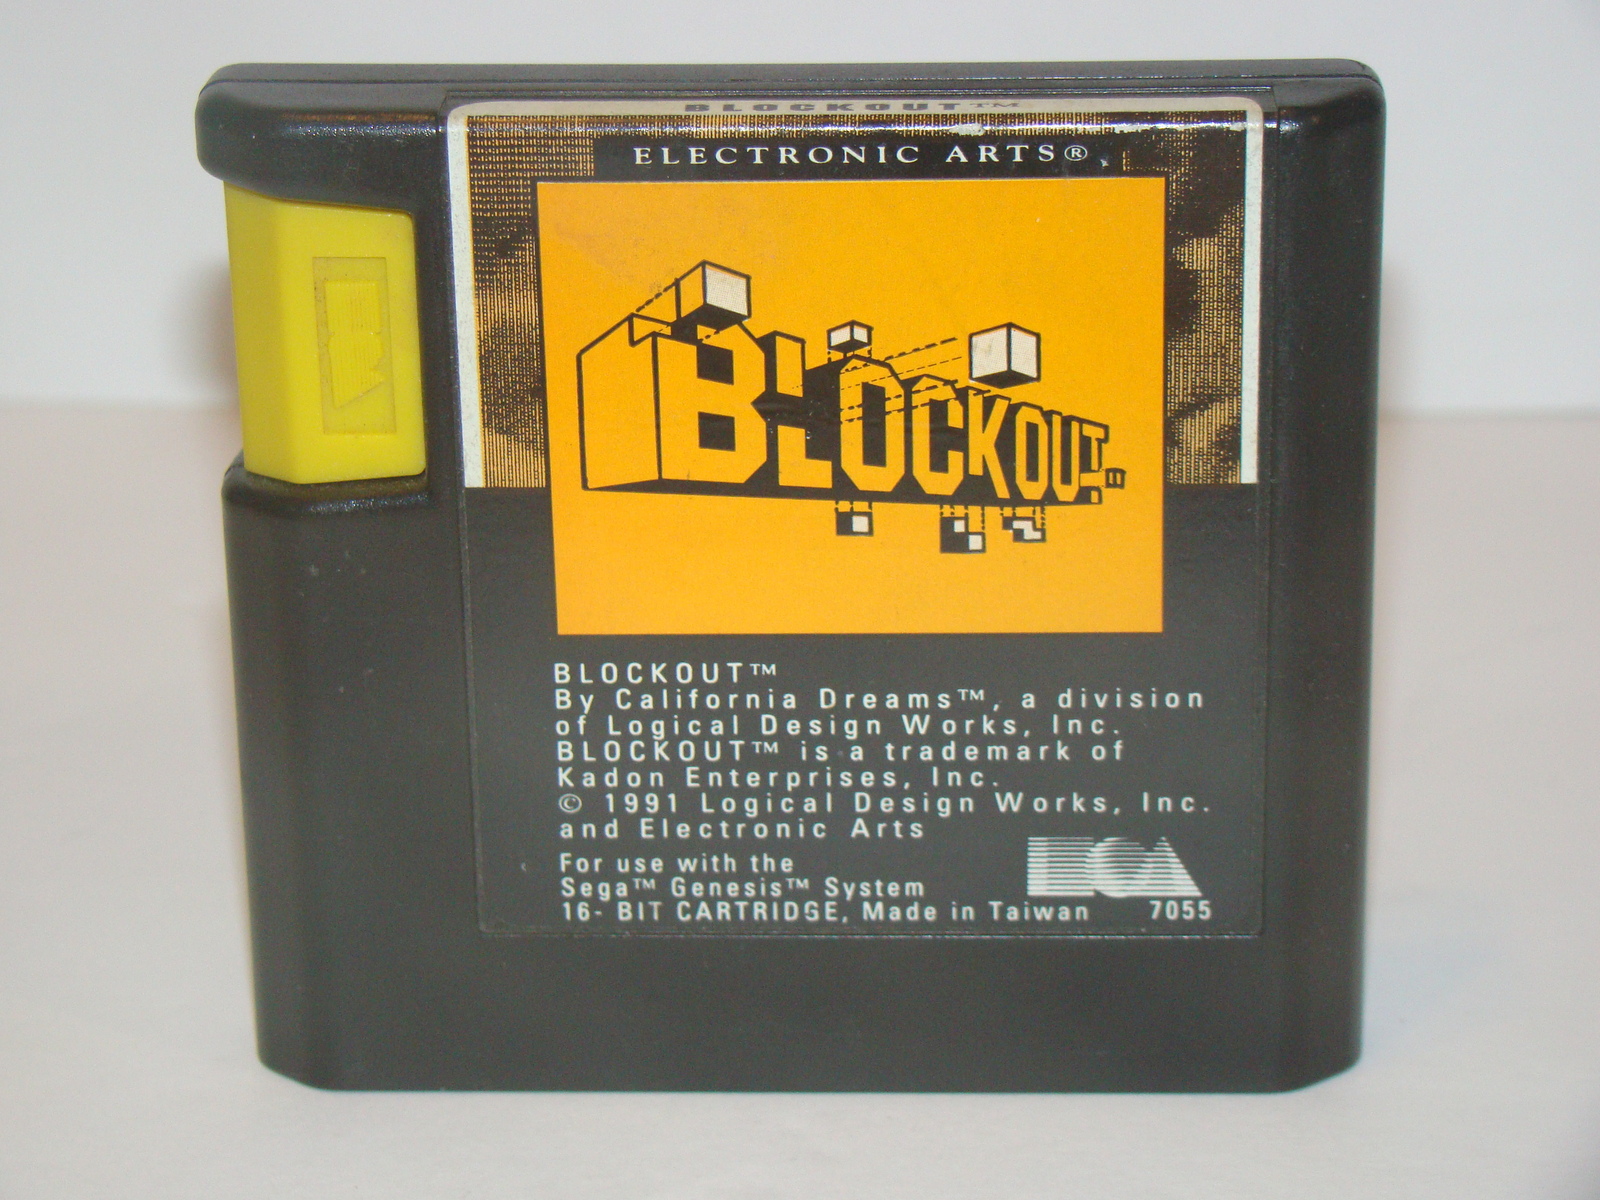 BLOCKOUT™
ELECTRONIC ARTS®
BLOCKOUT
BLOCKOUT™
By California Dreams™, a division
of Logical Design Works, Inc.
BLOCKOUT™ is a trademark of
Kadon Enterprises, Inc.
© 1991 Logical Design Works, Inc.
and Electronic Arts
For use with the
Sega™ Genesis™ System
EA
16- BIT CARTRIDGE, Made in Taiwan 7055